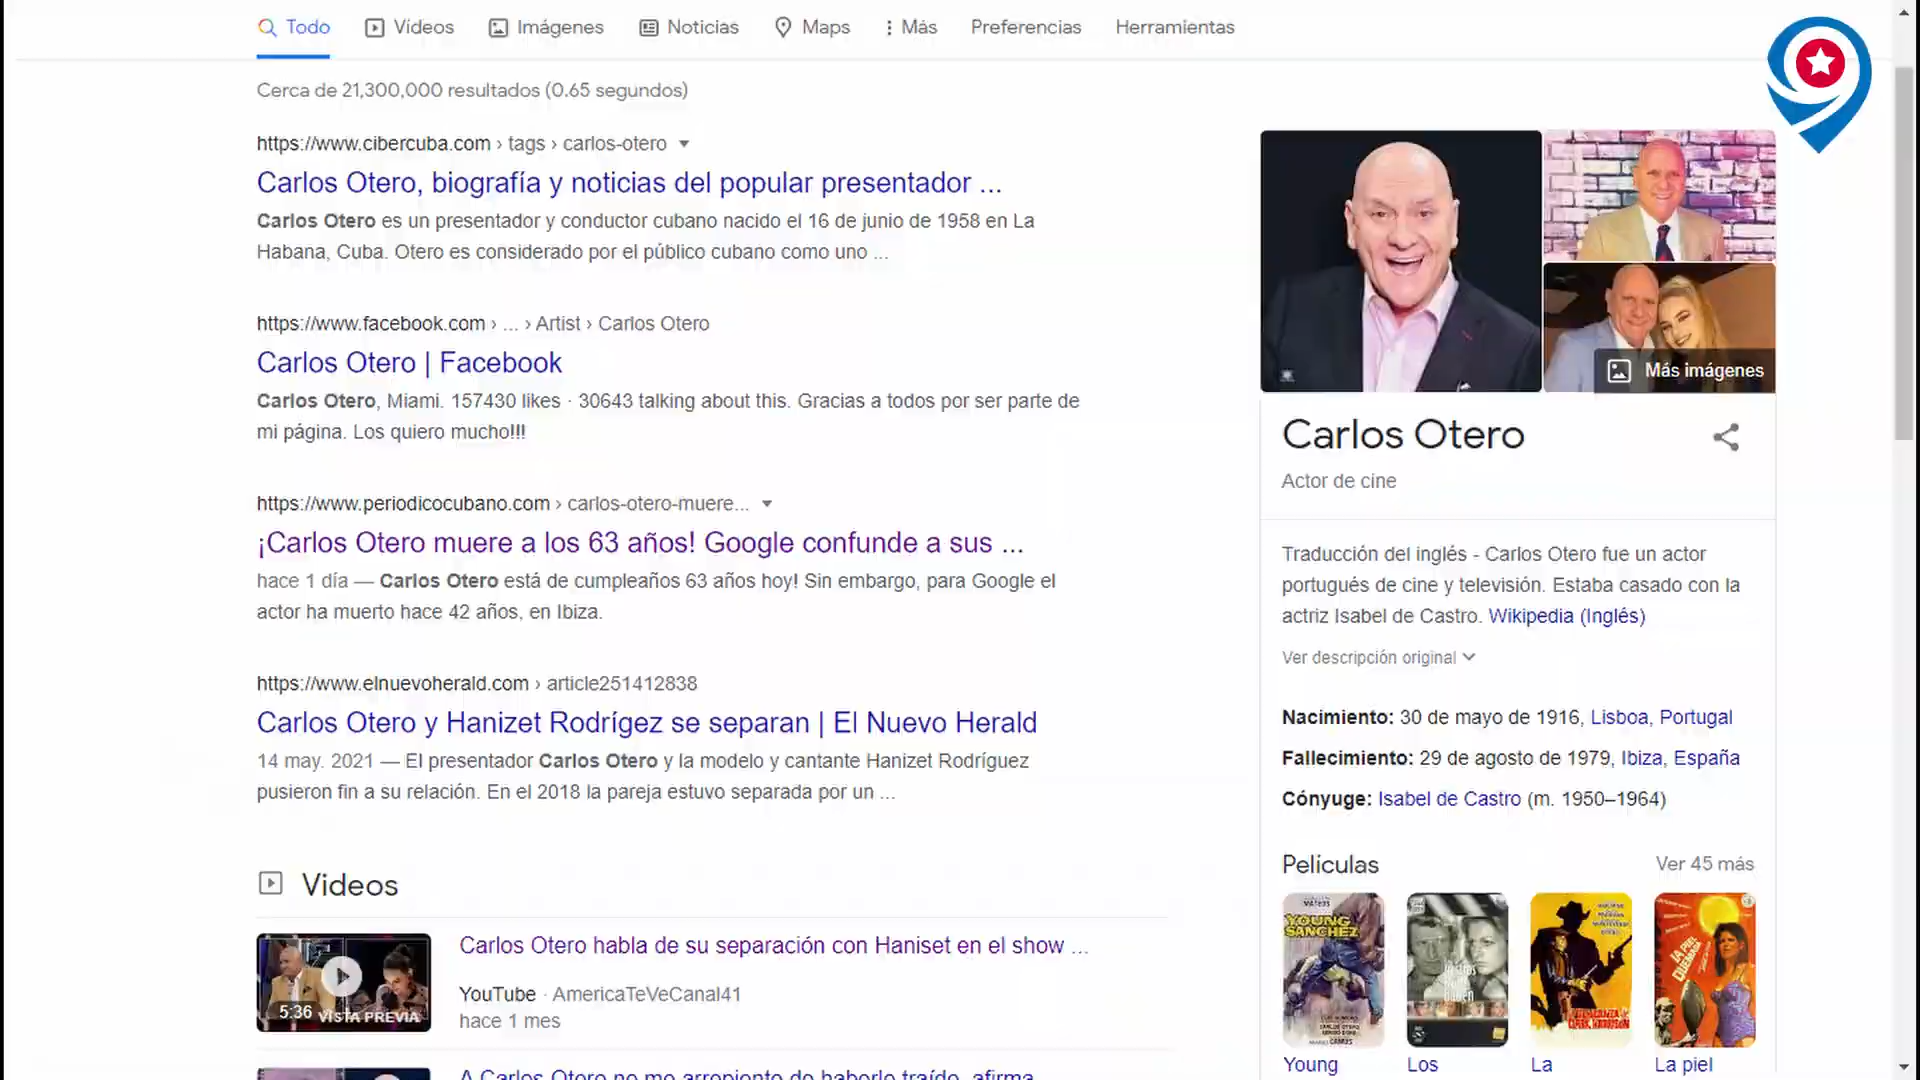 Todo
Vídeos
Imágenes
Noticias
Maps
Más
Preferencias
Herramientas
Cerca de 21,300,000 resultados (0.65 segundos)
https://www.cibercuba.com › tags › carlos-otero
Carlos Otero, biografía y noticias del popular presentador ...
Carlos Otero es un presentador y conductor cubano nacido el 16 de junio de 1958 en La
Habana, Cuba. Otero es considerado por el público cubano como uno ...
https://www.facebook.com › ... › Artist › Carlos Otero
Carlos Otero | Facebook
Carlos Otero, Miami. 157430 likes · 30643 talking about this. Gracias a todos por ser parte de
mi página. Los quiero mucho!!!
https://www.periodicocubano.com › carlos-otero-muere...
¡Carlos Otero muere a los 63 años! Google confunde a sus ...
hace 1 día — Carlos Otero está de cumpleaños 63 años hoy! Sin embargo, para Google el
actor ha muerto hace 42 años, en Ibiza.
https://www.elnuevoherald.com › article251412838
Carlos Otero y Hanizet Rodrígez se separan | El Nuevo Herald
14 may. 2021 — El presentador Carlos Otero y la modelo y cantante Hanizet Rodríguez
pusieron fin a su relación. En el 2018 la pareja estuvo separada por un ...
Videos
5:36 VISTA PREVIA
Carlos Otero habla de su separación con Haniset en el show ...
YouTube · AmericaTeVeCanal41
hace 1 mes
A Carlos Otero no me arrepiento de haberlo traído, afirma
Más imágenes
Carlos Otero
Actor de cine
Traducción del inglés - Carlos Otero fue un actor
portugués de cine y televisión. Estaba casado con la
actriz Isabel de Castro. Wikipedia (Inglés)
Ver descripción original
Nacimiento: 30 de mayo de 1916, Lisboa, Portugal
Fallecimiento: 29 de agosto de 1979, Ibiza, España
Cónyuge: Isabel de Castro (m. 1950–1964)
Películas
Ver 45 más
YOUNG
SANCHEZ
LA PIEL
QUEMADA
Young
Los
La
La piel